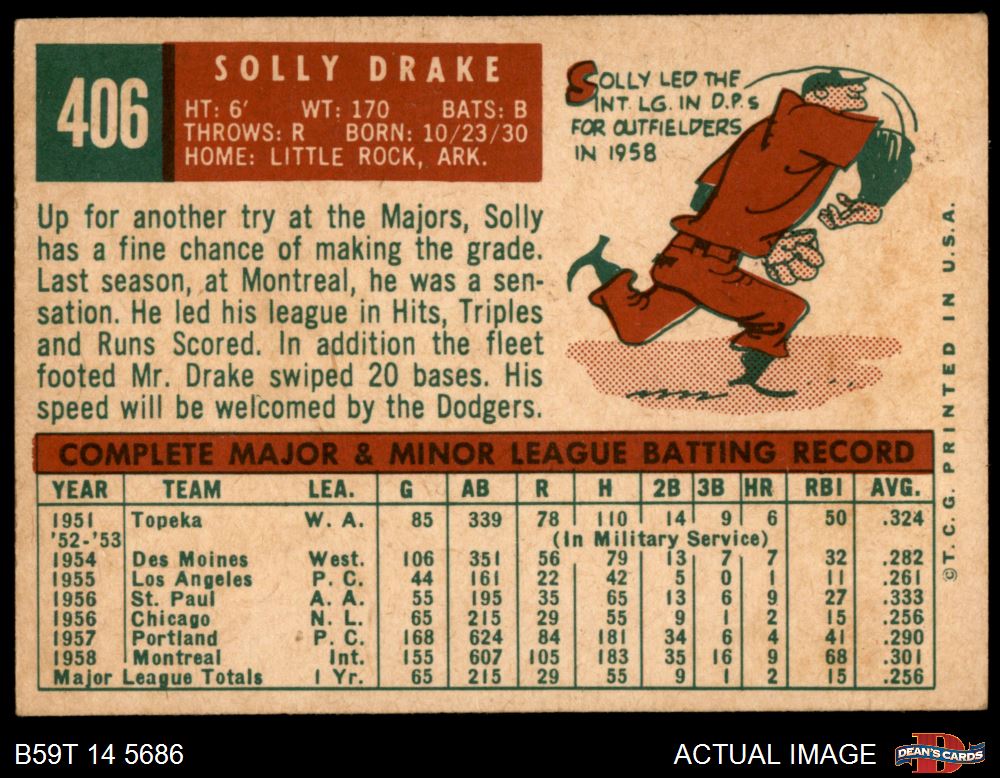 406
SOLLY DRAKE
HT: 6' WT: 170 BATS: B
THROWS: R BORN: 10/23/30
HOME: LITTLE ROCK, ARK.
SOLLY LED THE
INT. LG. IN D.P.s
FOR OUTFIELDERS
IN 1958
Up for another try at the Majors, Solly
has a fine chance of making the grade.
Last season, at Montreal, he was a sen-
sation. He led his league in Hits, Triples
and Runs Scored. In addition the fleet
footed Mr. Drake swiped 20 bases. His
speed will be welcomed by the Dodgers.
COMPLETE MAJOR & MINOR LEAGUE BATTING RECORD
YEAR TEAM LEA. G AB R H 2B 3B HR RBI AVG.
1951 Topeka W. A. 85 339 78 110 14 9 6 50 .324
'52-'53 (In Military Service)
1954 Des Moines West. 106 351 56 79 13 7 7 32 .282
1955 Los Angeles P. C. 44 161 22 42 5 0 1 11 .261
1956 St. Paul A. A. 55 195 35 65 13 6 9 27 .333
1956 Chicago N. L. 65 215 29 55 9 1 2 15 .256
1957 Portland P. C. 168 624 84 181 34 6 4 41 .290
1958 Montreal Int. 155 607 105 183 35 16 9 68 .301
Major League Totals 1 Yr. 65 215 29 55 9 1 2 15 .256
©T. C. G. PRINTED IN U.S.A.
B59T 14 5686
ACTUAL IMAGE
DEAN'S CARDS